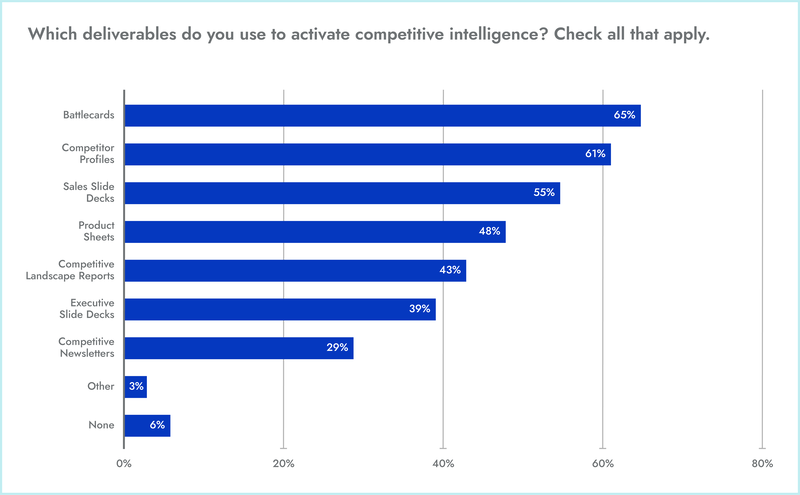 Which deliverables do you use to activate competitive intelligence? Check all that apply.
Battlecards
65%
Competitor
Profiles
61%
Sales Slide
Decks
55%
Product
Sheets
48%
Competitive
Landscape Reports
43%
Executive
Slide Decks
39%
Competitive
Newsletters
29%
Other
3%
None
6%
0%
20%
40%
60%
80%